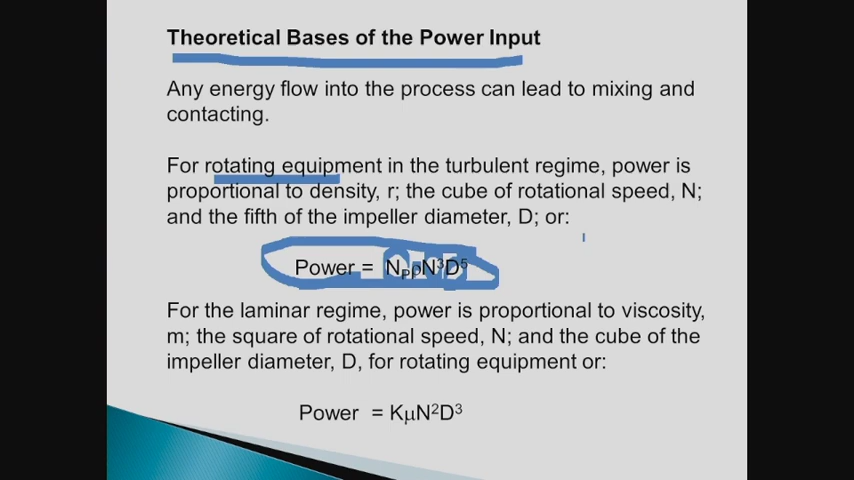 Theoretical Bases of the Power Input
Any energy flow into the process can lead to mixing and
contacting.
For rotating equipment in the turbulent regime, power is
proportional to density, r; the cube of rotational speed, N;
and the fifth of the impeller diameter, D; or:
Power = N_PρN³D⁵
For the laminar regime, power is proportional to viscosity,
m; the square of rotational speed, N; and the cube of the
impeller diameter, D, for rotating equipment or:
Power = KμN²D³